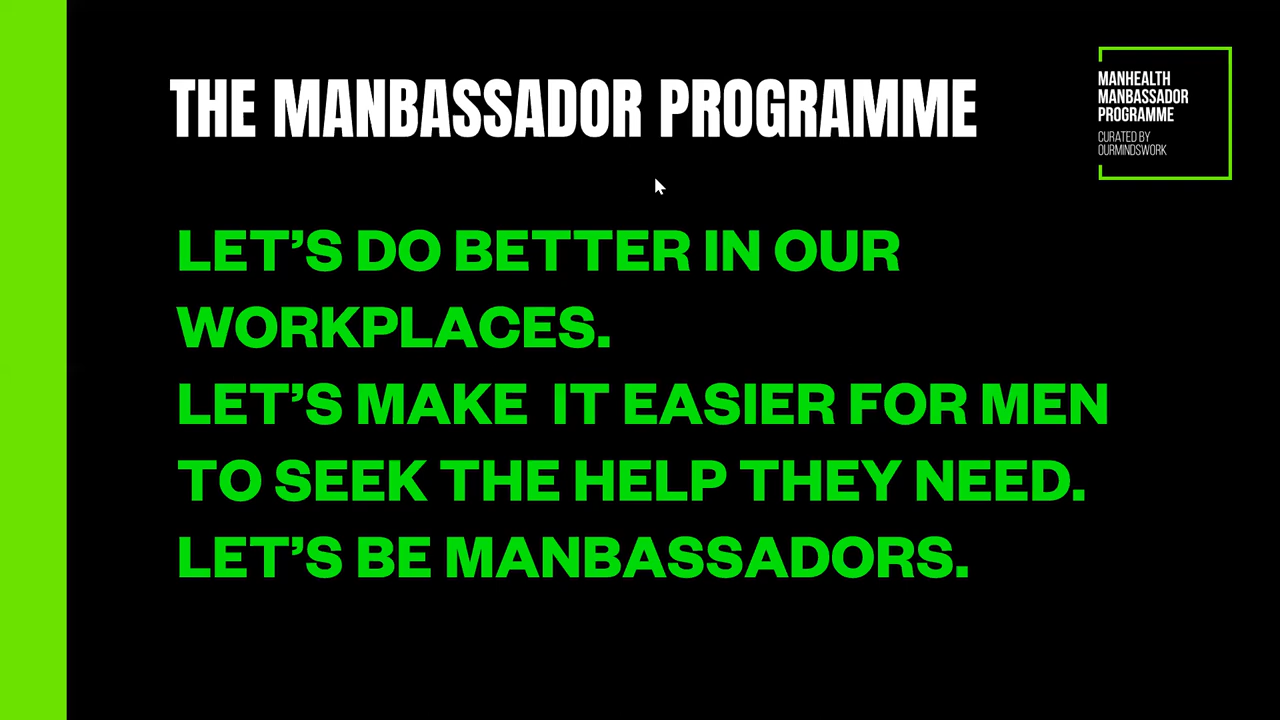 THE MANBASSADOR PROGRAMME
MANHEALTH
MANBASSADOR
PROGRAMME
CURATED BY
OURMINDSWORK
LET’S DO BETTER IN OUR
WORKPLACES.
LET’S MAKE  IT EASIER FOR MEN
TO SEEK THE HELP THEY NEED.
LET’S BE MANBASSADORS.